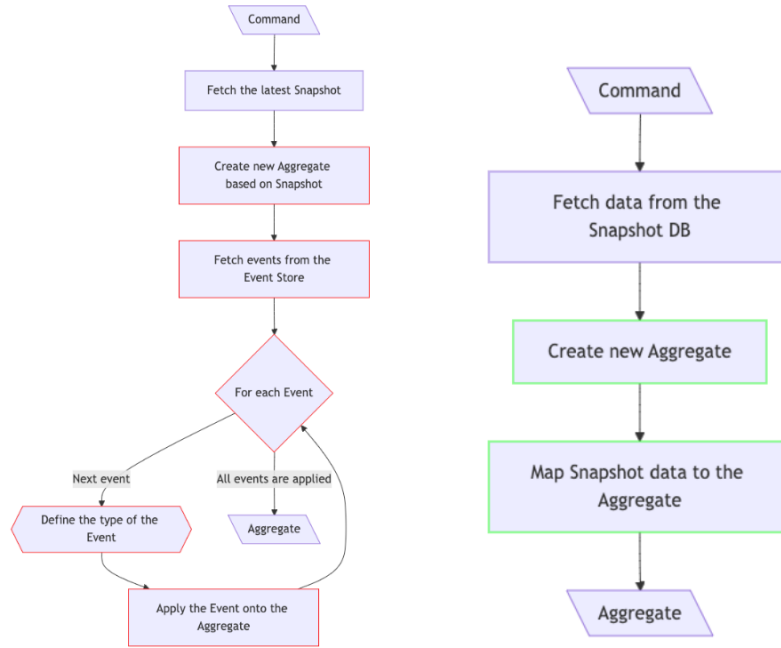 Command
Fetch the latest Snapshot
Create new Aggregate
based on Snapshot
Fetch events from the
Event Store
For each Event
Next event
All events are applied
Define the type of the
Event
Aggregate
Apply the Event onto the
Aggregate
Command
Fetch data from the
Snapshot DB
Create new Aggregate
Map Snapshot data to the
Aggregate
Aggregate